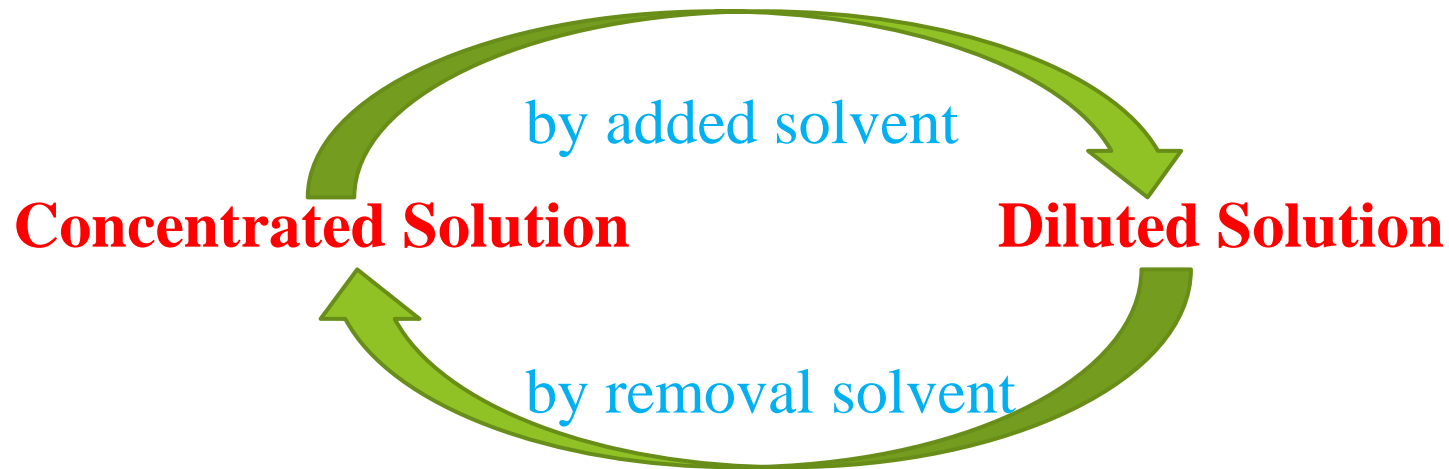 by added solvent
Concentrated Solution
Diluted Solution
by removal solvent